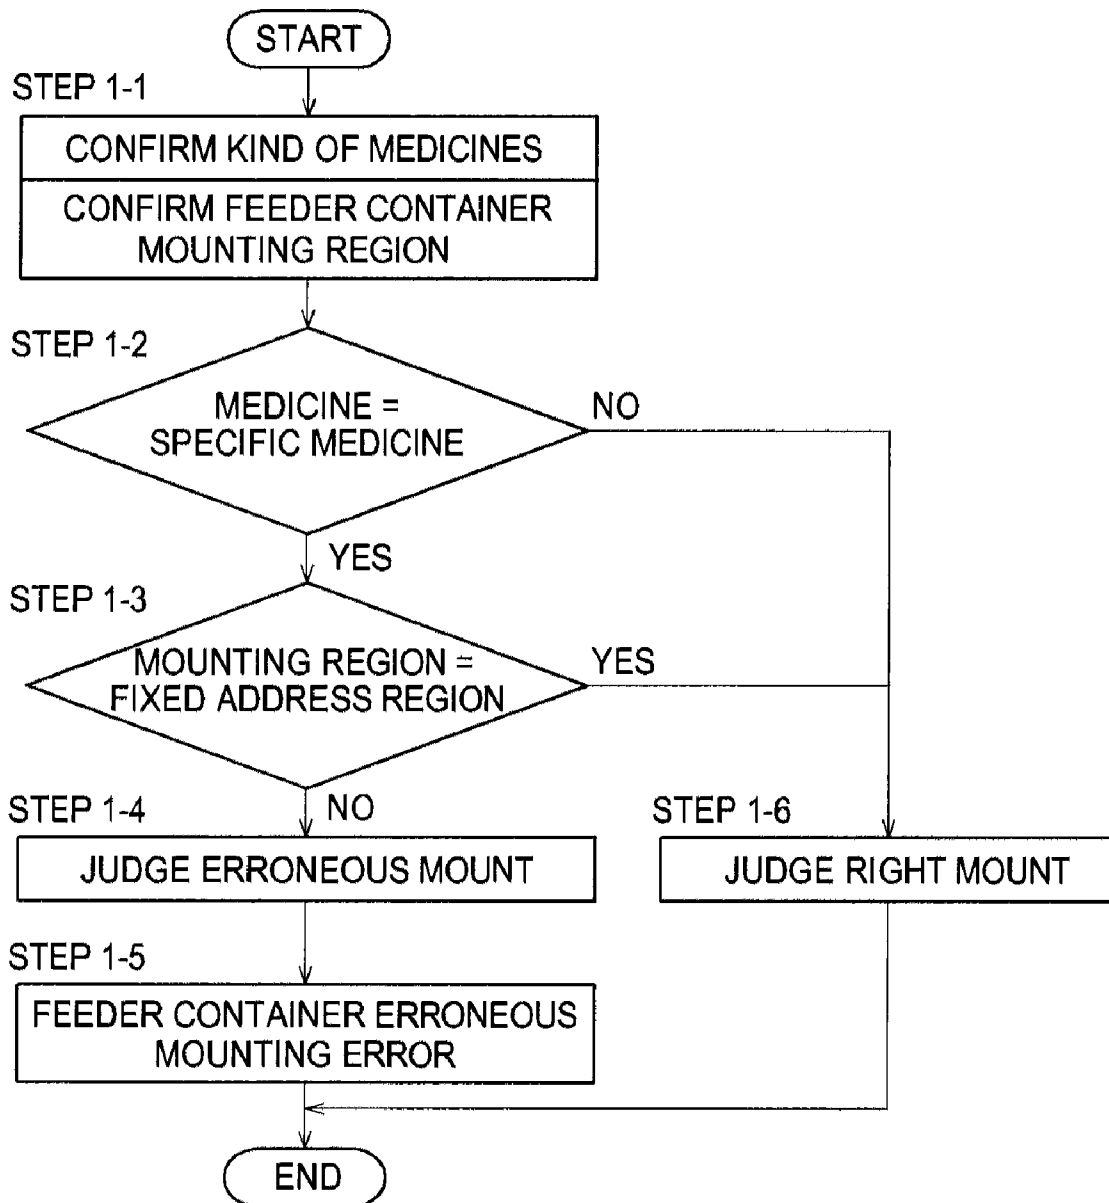 START
STEP 1-1
CONFIRM KIND OF MEDICINES
CONFIRM FEEDER CONTAINER
MOUNTING REGION
STEP 1-2
MEDICINE =
SPECIFIC MEDICINE
NO
YES
STEP 1-3
MOUNTING REGION =
FIXED ADDRESS REGION
YES
NO
STEP 1-4
JUDGE ERRONEOUS MOUNT
STEP 1-6
JUDGE RIGHT MOUNT
STEP 1-5
FEEDER CONTAINER ERRONEOUS
MOUNTING ERROR
END